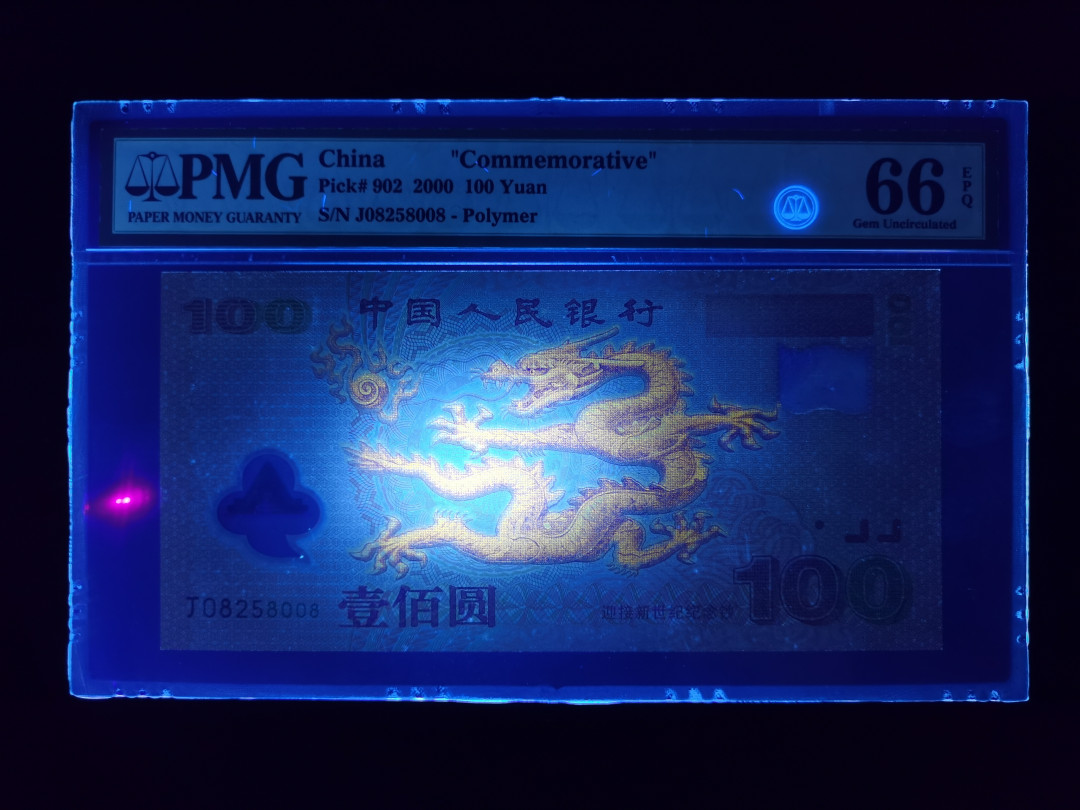 PMG
PAPER MONEY GUARANTY
China "Commemorative"
Pick# 902 2000 100 Yuan
S/N J08258008 - Polymer
66
EPQ
Gem Uncirculated
100
中国人民银行
100
J08258008
壹佰圆
迎接新世纪纪念钞
100